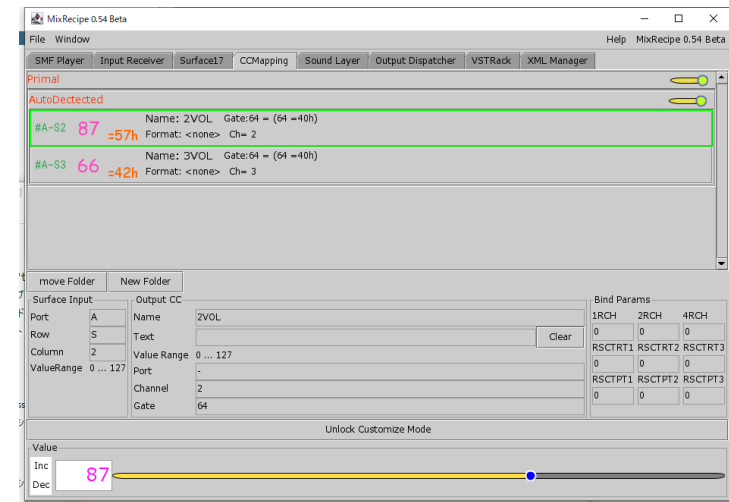 MixRecipe 0.54 Beta
File Window Help MixRecipe 0.54 Beta
SMF Player Input Receiver Surface17 CCMapping Sound Layer Output Dispatcher VSTRack XML Manager
Primal
AutoDectected
#A-S2 87 =57h Name: 2VOL Gate:64 = (64 =40h)
Format: <none> Ch= 2
#A-S3 66 =42h Name: 3VOL Gate:64 = (64 =40h)
Format: <none> Ch= 3
move Folder New Folder
Surface Input Output CC Bind Params
Port A Name 2VOL 1RCH 2RCH 4RCH
Row S Text Clear 0 0 0
Column 2 Value Range 0 ... 127 RSCTRT1 RSCTRT2 RSCTRT3
ValueRange 0 ... 127 Port - 0 0 0
Channel 2 RSCTPT1 RSCTPT2 RSCTPT3
Gate 64 0 0 0
Unlock Customize Mode
Value
Inc 87
Dec